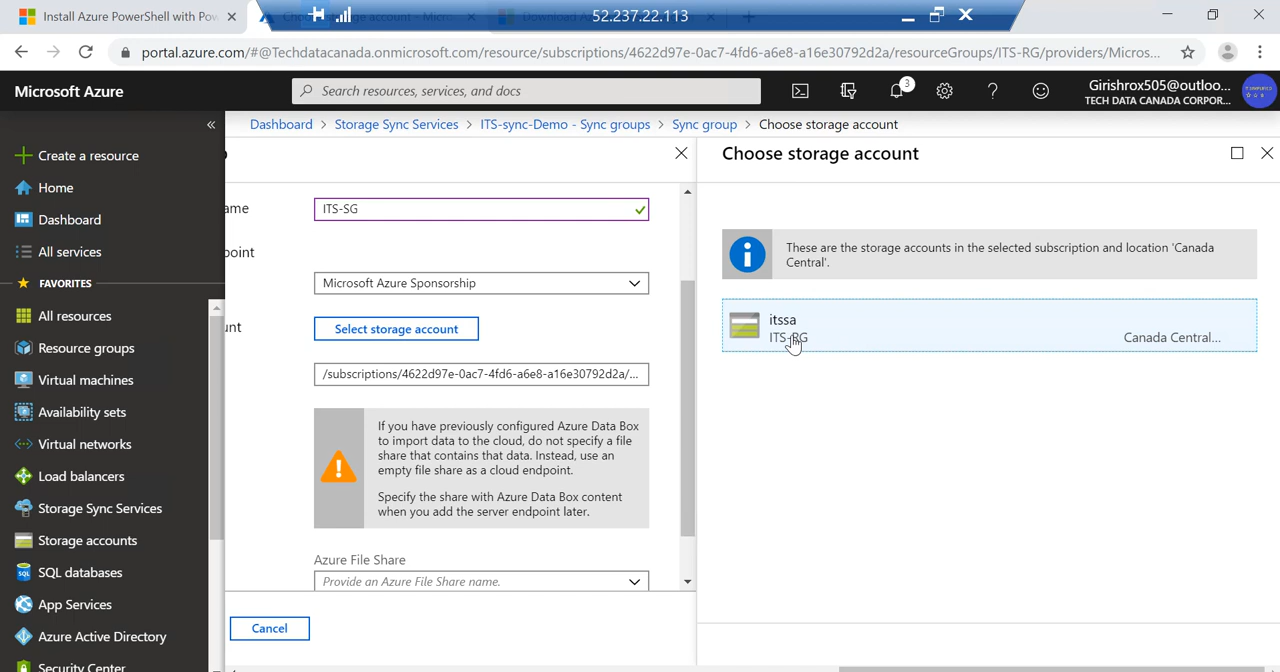 Install Azure PowerShell with Pow
Choose storage account - Micros
Download Azure
52.237.22.113
portal.azure.com/#@Techdatacanada.onmicrosoft.com/resource/subscriptions/4622d97e-0ac7-4fd6-a6e8-a16e30792d2a/resourceGroups/ITS-RG/providers/Micros...
Microsoft Azure
Search resources, services, and docs
3
Girishrox505@outloo...
TECH DATA CANADA CORPOR...
Dashboard > Storage Sync Services > ITS-sync-Demo - Sync groups > Sync group > Choose storage account
Create a resource
Home
Dashboard
All services
FAVORITES
All resources
Resource groups
Virtual machines
Availability sets
Virtual networks
Load balancers
Storage Sync Services
Storage accounts
SQL databases
App Services
Azure Active Directory
Security Center
ame
ITS-SG
point
Microsoft Azure Sponsorship
unt
Select storage account
/subscriptions/4622d97e-0ac7-4fd6-a6e8-a16e30792d2a/...
If you have previously configured Azure Data Box
to import data to the cloud, do not specify a file
share that contains that data. Instead, use an
empty file share as a cloud endpoint.
Specify the share with Azure Data Box content
when you add the server endpoint later.
Azure File Share
Provide an Azure File Share name.
Cancel
Choose storage account
These are the storage accounts in the selected subscription and location 'Canada
Central'.
itssa
ITS-RG
Canada Central...